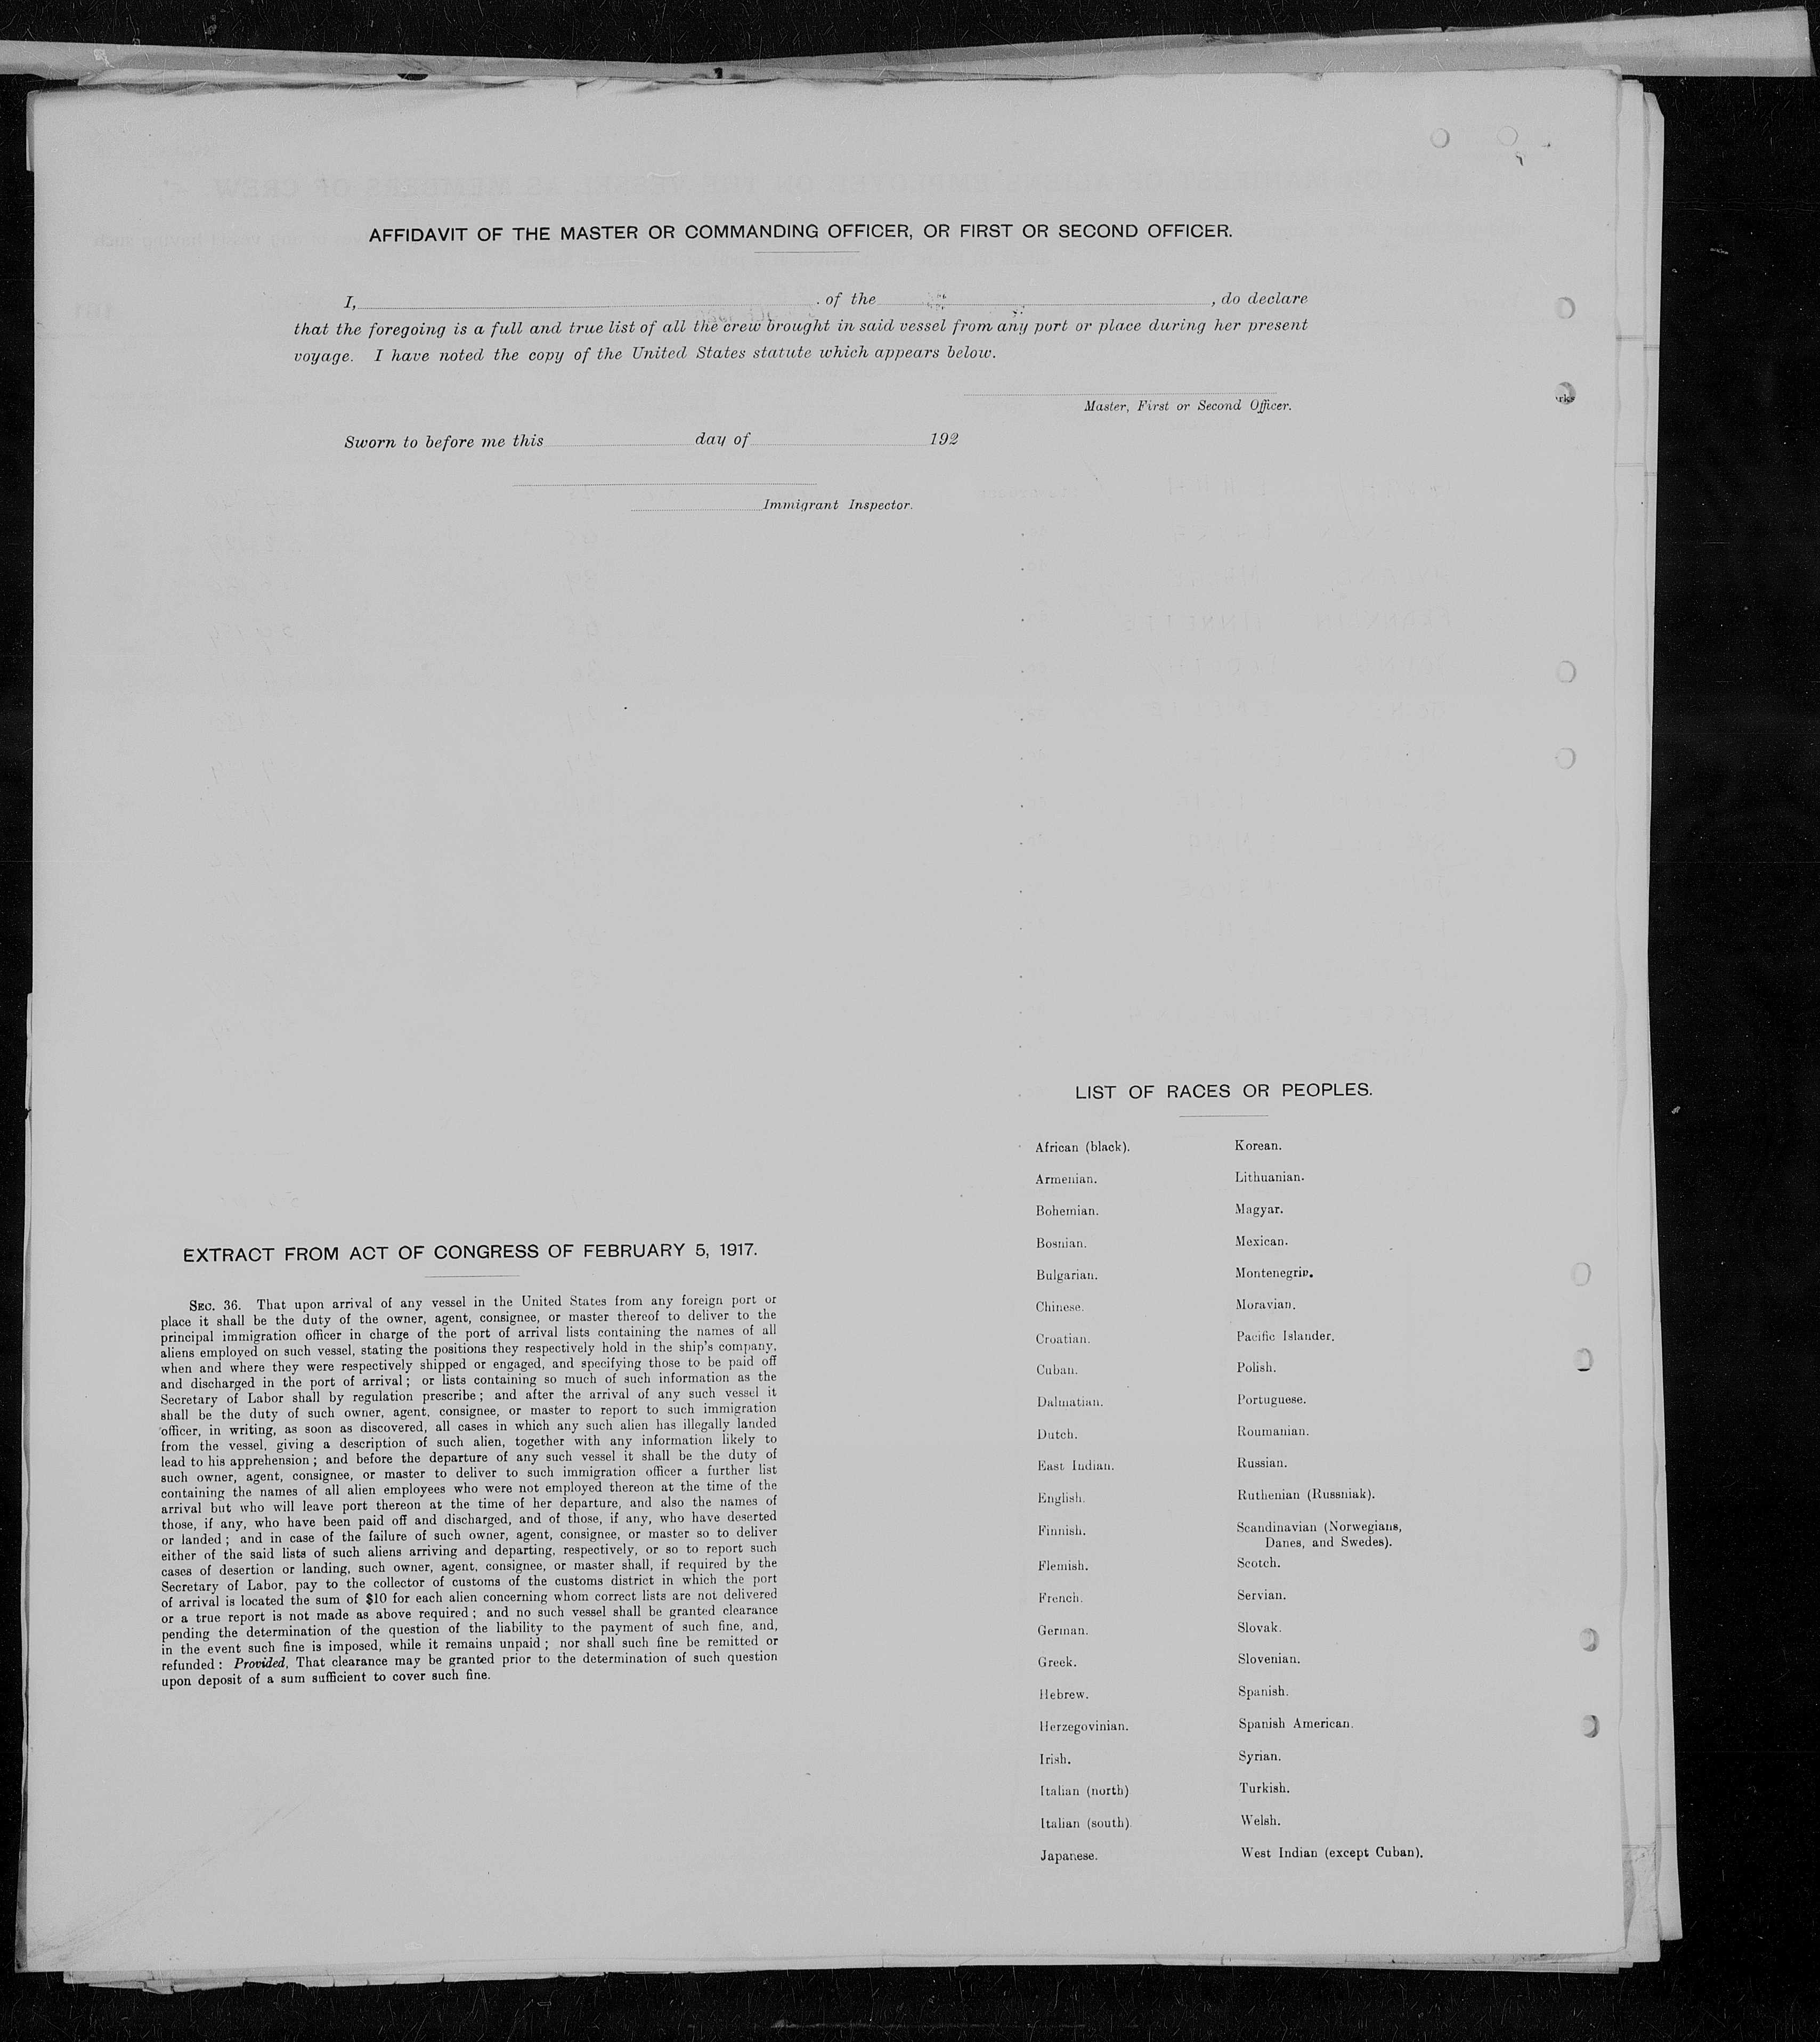 AFFIDAVIT OF THE MASTER OR COMMANDING OFFICER, OR FIRST OR SECOND OFFICER.
I, of the , do declare
that the foregoing is a full and true list of all the crew brought in said vessel from any port or place during her present
voyage. I have noted the copy of the United States statute which appears below.
Master, First or Second Officer.
Sworn to before me this day of 192
Immigrant Inspector.
EXTRACT FROM ACT OF CONGRESS OF FEBRUARY 5, 1917.
SEC. 36. That upon arrival of any vessel in the United States from any foreign port or
place it shall be the duty of the owner, agent, consignee, or master thereof to deliver to the
principal immigration officer in charge of the port of arrival lists containing the names of all
aliens employed on such vessel, stating the positions they respectively hold in the ship's company,
when and where they were respectively shipped or engaged, and specifying those to be paid off
and discharged in the port of arrival; or lists containing so much of such information as the
Secretary of Labor shall by regulation prescribe; and after the arrival of any such vessel it
shall be the duty of such owner, agent, consignee, or master to report to such immigration
officer, in writing, as soon as discovered, all cases in which any such alien has illegally landed
from the vessel, giving a description of such alien, together with any information likely to
lead to his apprehension; and before the departure of any such vessel it shall be the duty of
such owner, agent, consignee, or master to deliver to such immigration officer a further list
containing the names of all alien employees who were not employed thereon at the time of the
arrival but who will leave port thereon at the time of her departure, and also the names of
those, if any, who have been paid off and discharged, and of those, if any, who have deserted
or landed; and in case of the failure of such owner, agent, consignee, or master so to deliver
either of the said lists of such aliens arriving and departing, respectively, or so to report such
cases of desertion or landing, such owner, agent, consignee, or master shall, if required by the
Secretary of Labor, pay to the collector of customs of the customs district in which the port
of arrival is located the sum of $10 for each alien concerning whom correct lists are not delivered
or a true report is not made as above required; and no such vessel shall be granted clearance
pending the determination of the question of the liability to the payment of such fine, and,
in the event such fine is imposed, while it remains unpaid; nor shall such fine be remitted or
refunded: Provided, That clearance may be granted prior to the determination of such question
upon deposit of a sum sufficient to cover such fine.
LIST OF RACES OR PEOPLES.
African (black).
Armenian.
Bohemian.
Bosnian.
Bulgarian.
Chinese.
Croatian.
Cuban.
Dalmatian.
Dutch.
East Indian.
English.
Finnish.
Flemish.
French.
German.
Greek.
Hebrew.
Herzegovinian.
Irish.
Italian (north)
Italian (south)
Japanese.
Korean.
Lithuanian.
Magyar.
Mexican.
Montenegrin.
Moravian.
Pacific Islander.
Polish.
Portuguese.
Roumanian.
Russian.
Ruthenian (Russniak).
Scandinavian (Norwegians,
Danes, and Swedes).
Scotch.
Servian.
Slovak.
Slovenian.
Spanish.
Spanish American.
Syrian.
Turkish.
Welsh.
West Indian (except Cuban).